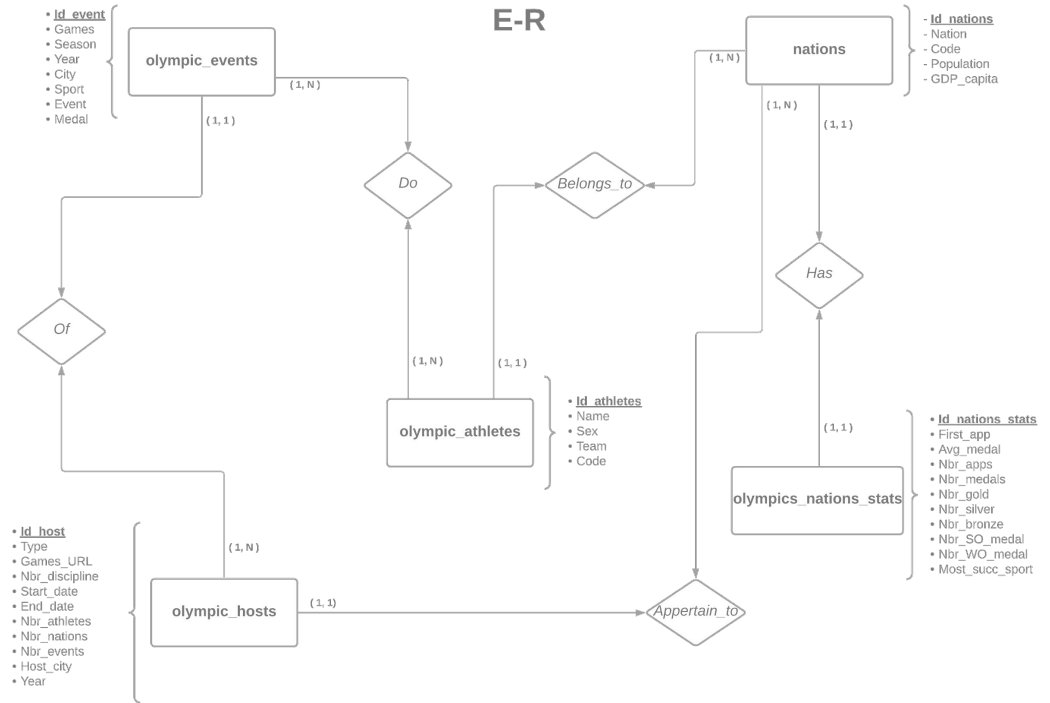 E-R
• Id_event
• Games
• Season
• Year
• City
• Sport
• Event
• Medal
olympic_events
( 1, N )
( 1, 1 )
nations
( 1, N )
( 1, N )
( 1, 1 )
- Id_nations
- Nation
- Code
- Population
- GDP_capita
Do
Belongs_to
Has
Of
( 1, N )
( 1, 1 )
olympic_athletes
• Id_athletes
• Name
• Sex
• Team
• Code
( 1, 1 )
olympics_nations_stats
• Id_nations_stats
• First_app
• Avg_medal
• Nbr_apps
• Nbr_medals
• Nbr_gold
• Nbr_silver
• Nbr_bronze
• Nbr_SO_medal
• Nbr_WO_medal
• Most_succ_sport
• Id_host
• Type
• Games_URL
• Nbr_discipline
• Start_date
• End_date
• Nbr_athletes
• Nbr_nations
• Nbr_events
• Host_city
• Year
( 1, N )
olympic_hosts
( 1, 1)
Appertain_to